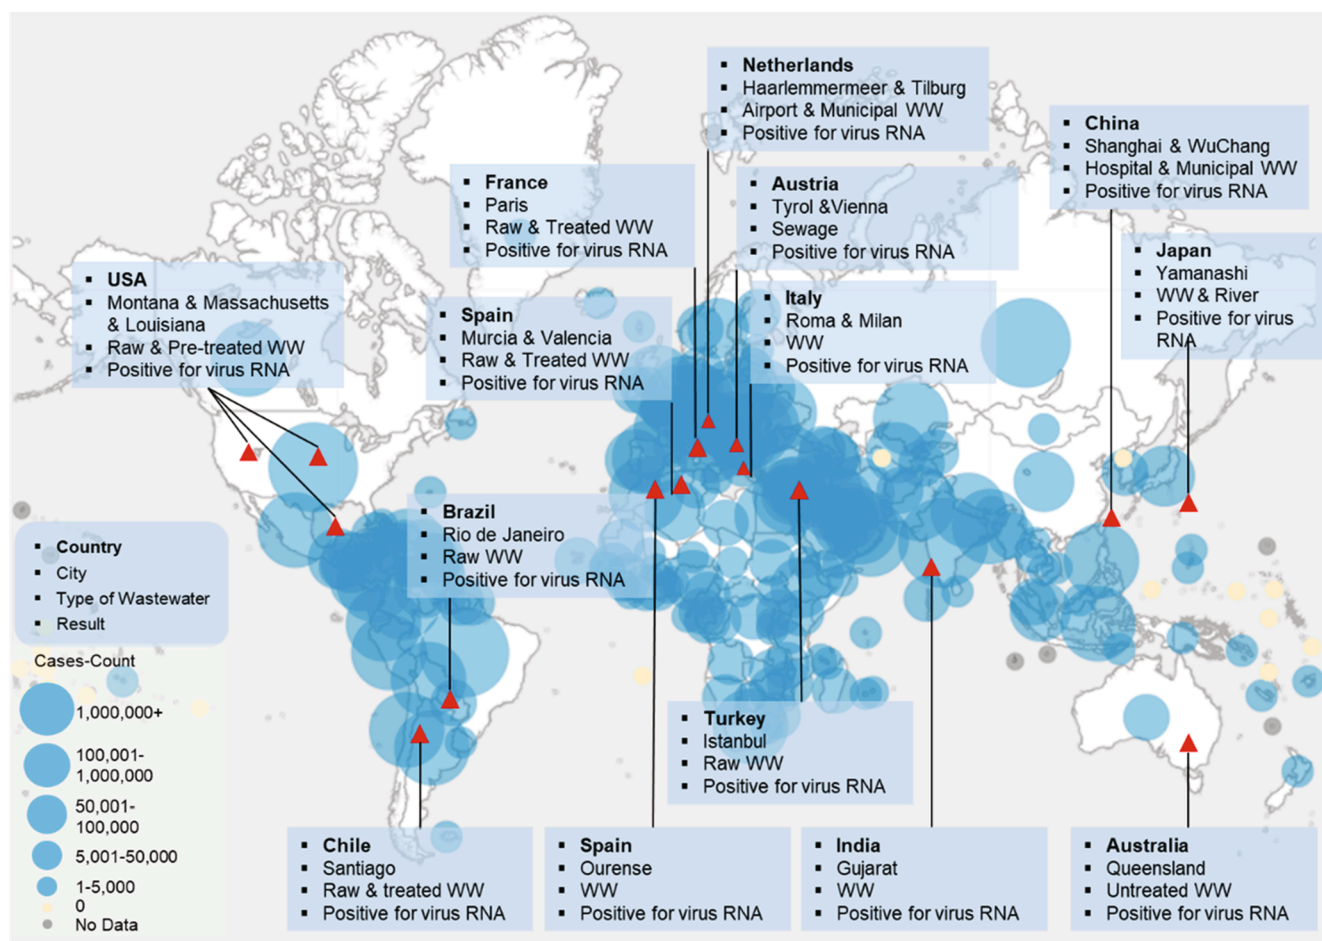 Netherlands
Haarlemmermeer & Tilburg
Airport & Municipal WW
Positive for virus RNA
China
Shanghai & WuChang
Hospital & Municipal WW
Positive for virus RNA
France
Paris
Raw & Treated WW
Positive for virus RNA
Austria
Tyrol &Vienna
Sewage
Positive for virus RNA
Japan
Yamanashi
WW & River
Positive for virus
RNA
USA
Montana & Massachusetts
& Louisiana
Raw & Pre-treated WW
Positive for virus RNA
Spain
Murcia & Valencia
Raw & Treated WW
Positive for virus RNA
Italy
Roma & Milan
WW
Positive for virus RNA
Brazil
Rio de Janeiro
Raw WW
Positive for virus RNA
Country
City
Type of Wastewater
Result
Cases-Count
1,000,000+
100,001-
1,000,000
50,001-
100,000
5,001-50,000
1-5,000
0
No Data
Turkey
Istanbul
Raw WW
Positive for virus RNA
Chile
Santiago
Raw & treated WW
Positive for virus RNA
Spain
Ourense
WW
Positive for virus RNA
India
Gujarat
WW
Positive for virus RNA
Australia
Queensland
Untreated WW
Positive for virus RNA